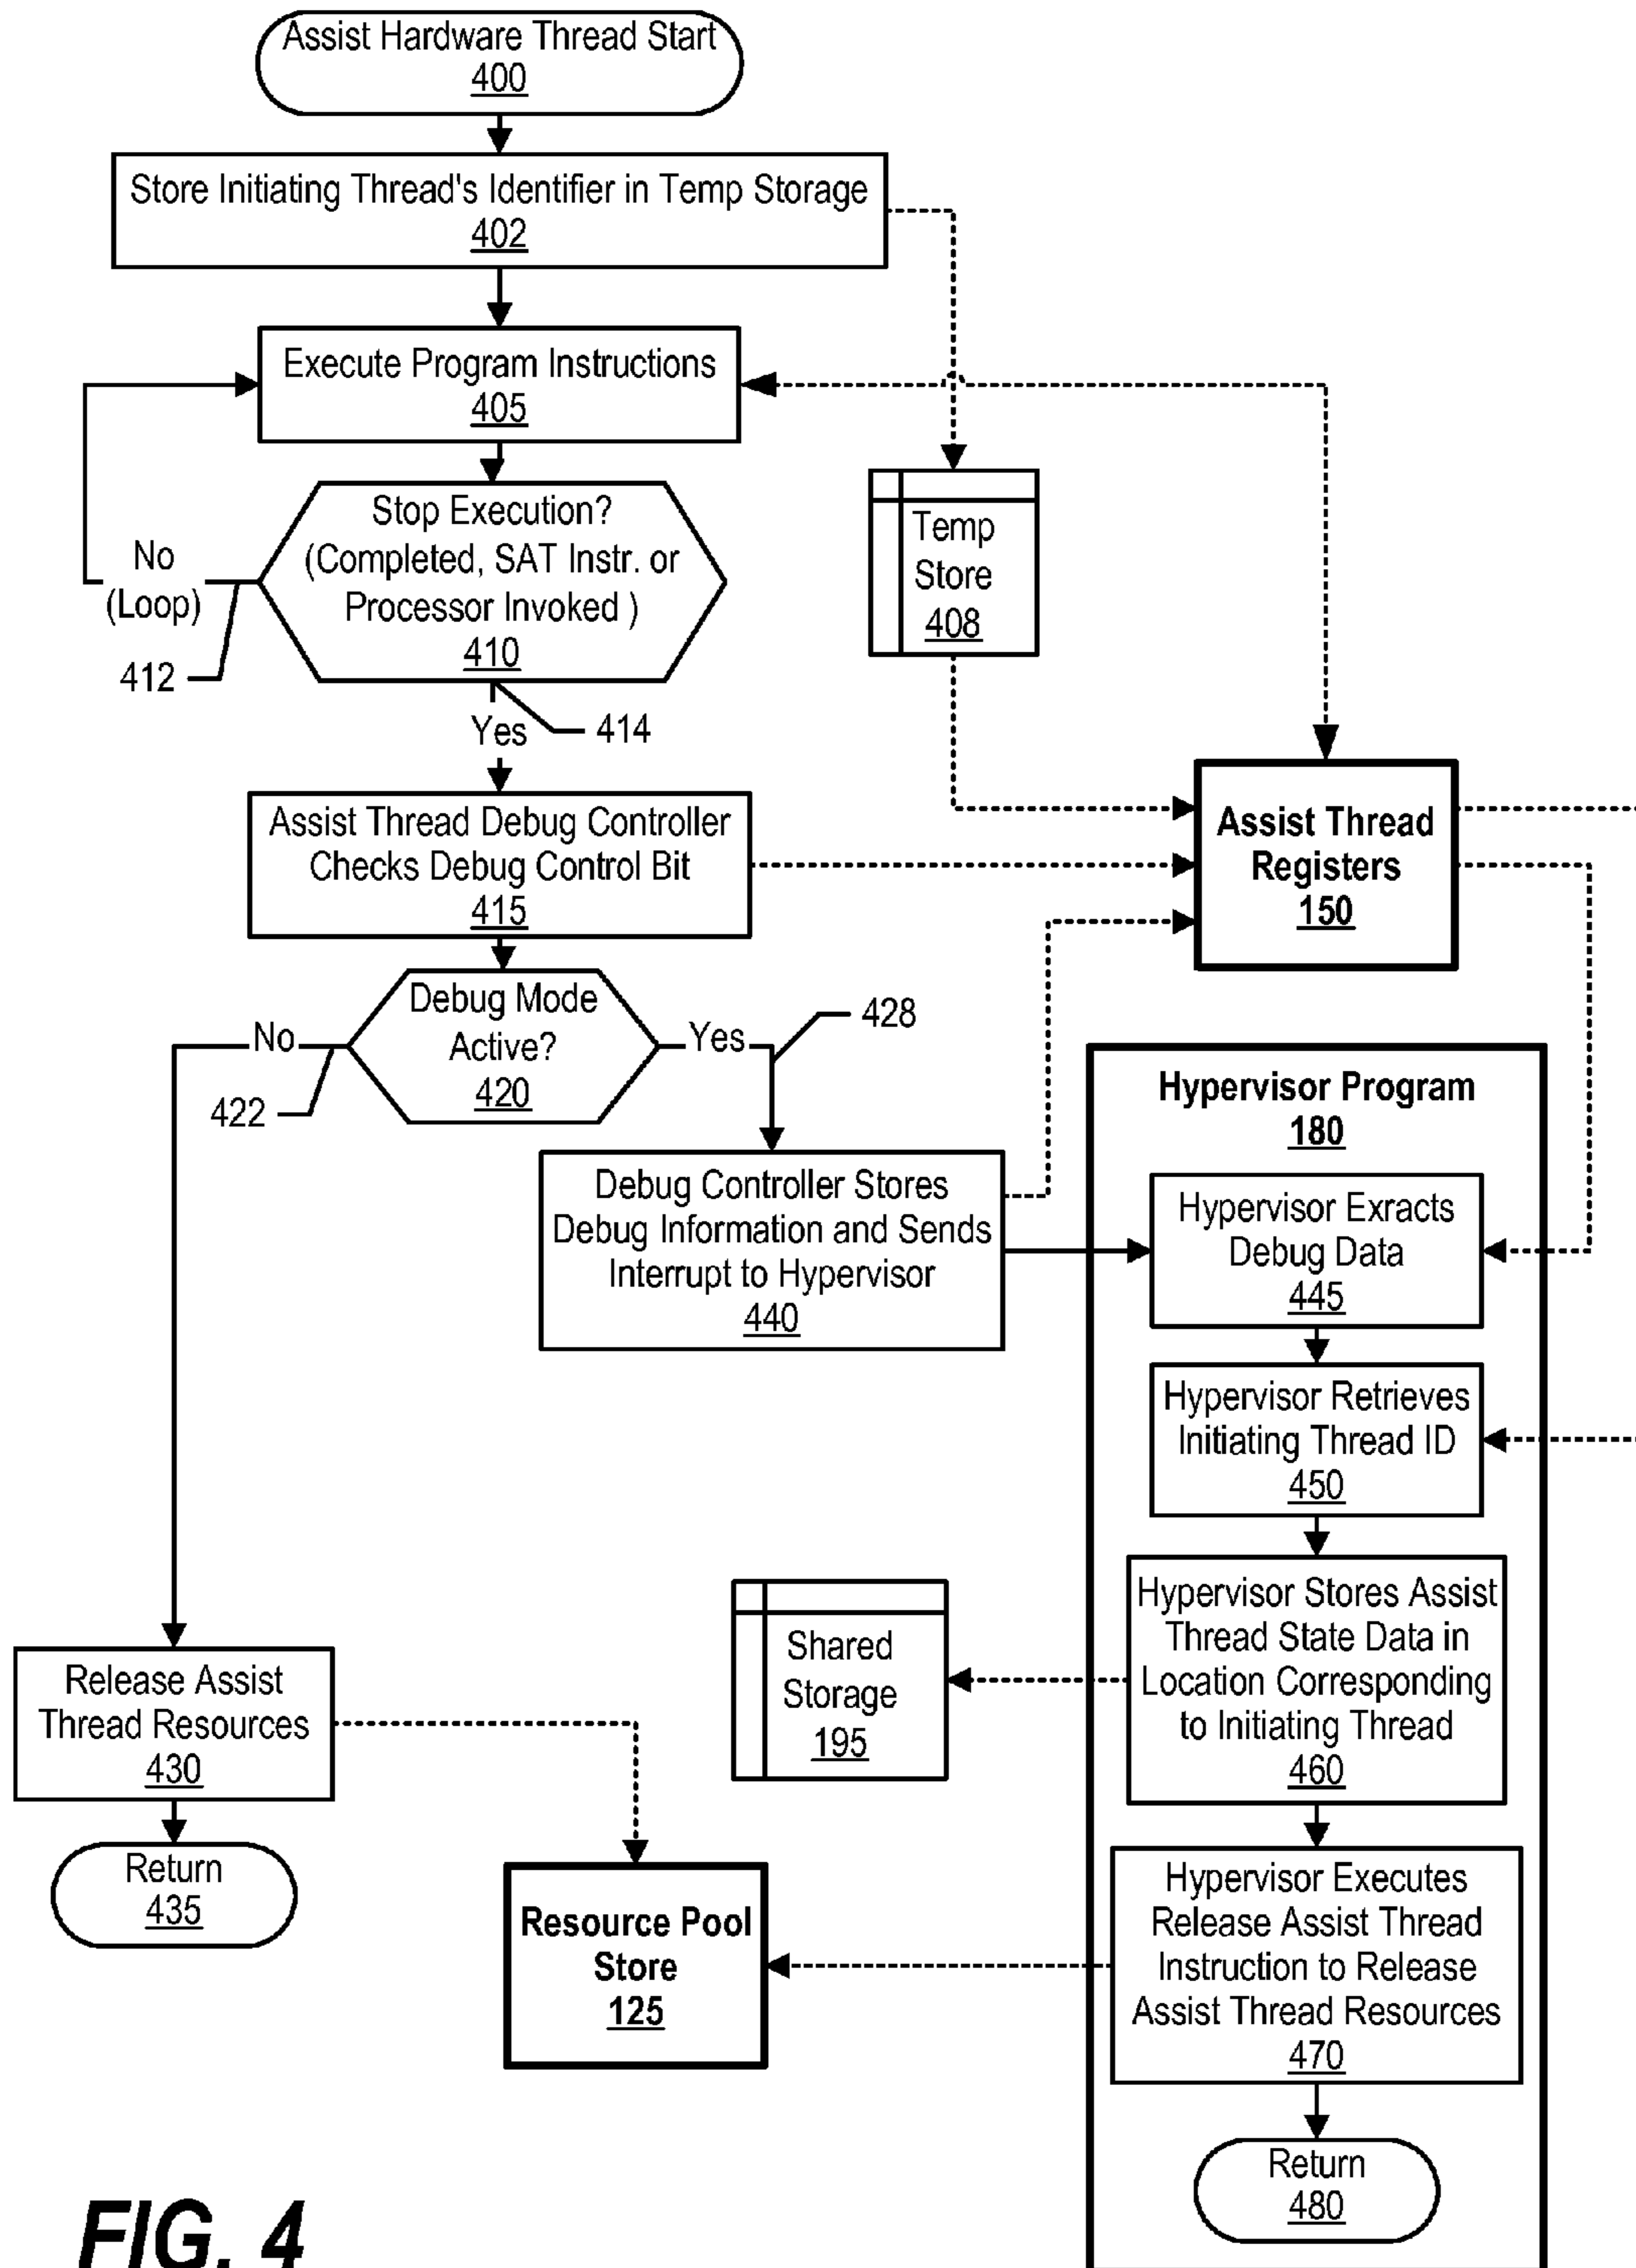 Assist Hardware Thread Start
400
Store Initiating Thread's Identifier in Temp Storage
402
Execute Program Instructions
405
Stop Execution?
(Completed, SAT Instr. or
Processor Invoked )
410
No
(Loop)
412
Yes
414
Temp
Store
408
Assist Thread Debug Controller
Checks Debug Control Bit
415
Assist Thread
Registers
150
Debug Mode
Active?
420
No
422
Yes
428
Debug Controller Stores
Debug Information and Sends
Interrupt to Hypervisor
440
Hypervisor Program
180
Hypervisor Exracts
Debug Data
445
Hypervisor Retrieves
Initiating Thread ID
450
Hypervisor Stores Assist
Thread State Data in
Location Corresponding
to Initiating Thread
460
Shared
Storage
195
Release Assist
Thread Resources
430
Return
435
Resource Pool
Store
125
Hypervisor Executes
Release Assist Thread
Instruction to Release
Assist Thread Resources
470
Return
480
FIG. 4